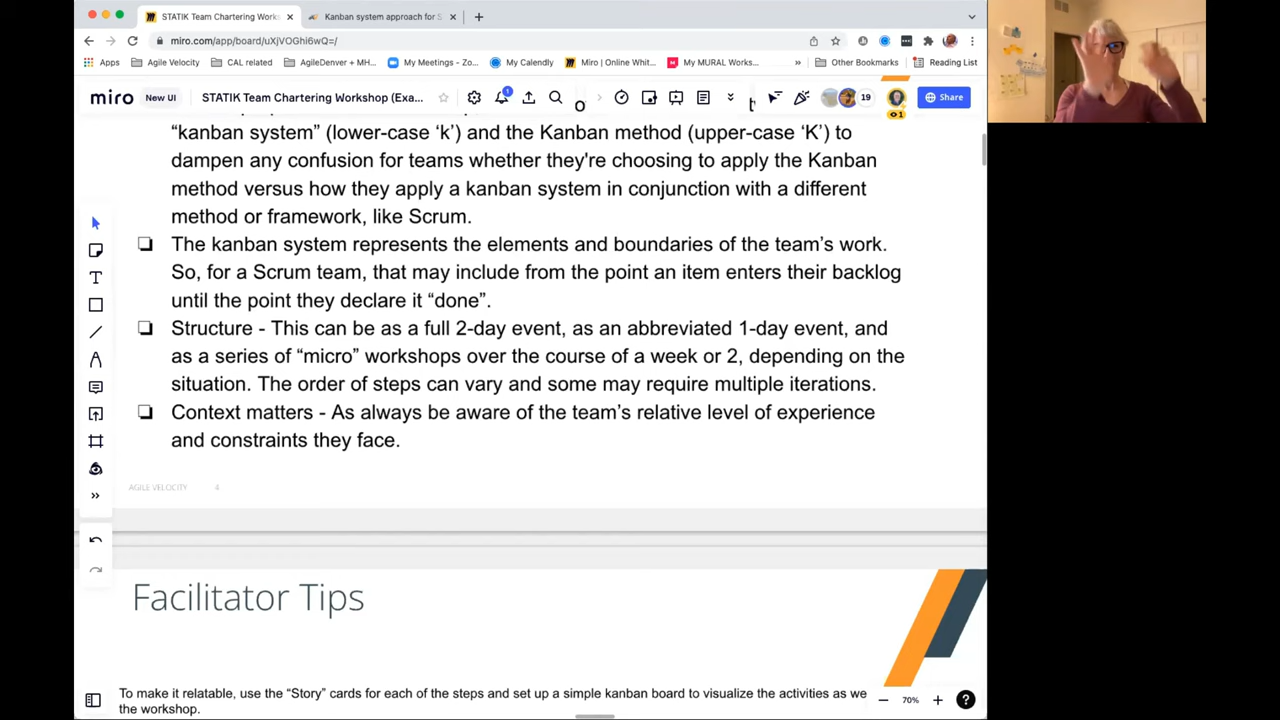 STATIK Team Chartering Works
Kanban system approach for S
miro.com/app/board/uXjVOGhi6wQ=/
Apps
Agile Velocity
CAL related
AgileDenver + MH...
My Meetings - Zo...
My Calendly
Miro | Online Whit...
My MURAL Works...
»
Other Bookmarks
Reading List
miro
New UI
STATIK Team Chartering Workshop (Exa...
1
19
Share
1
“kanban system” (lower-case ‘k’) and the Kanban method (upper-case ‘K’) to
dampen any confusion for teams whether they're choosing to apply the Kanban
method versus how they apply a kanban system in conjunction with a different
method or framework, like Scrum.
The kanban system represents the elements and boundaries of the team’s work.
So, for a Scrum team, that may include from the point an item enters their backlog
until the point they declare it “done”.
Structure - This can be as a full 2-day event, as an abbreviated 1-day event, and
as a series of “micro” workshops over the course of a week or 2, depending on the
situation. The order of steps can vary and some may require multiple iterations.
Context matters - As always be aware of the team’s relative level of experience
and constraints they face.
AGILE VELOCITY 4
Facilitator Tips
To make it relatable, use the “Story” cards for each of the steps and set up a simple kanban board to visualize the activities as we
the workshop.
70%
?